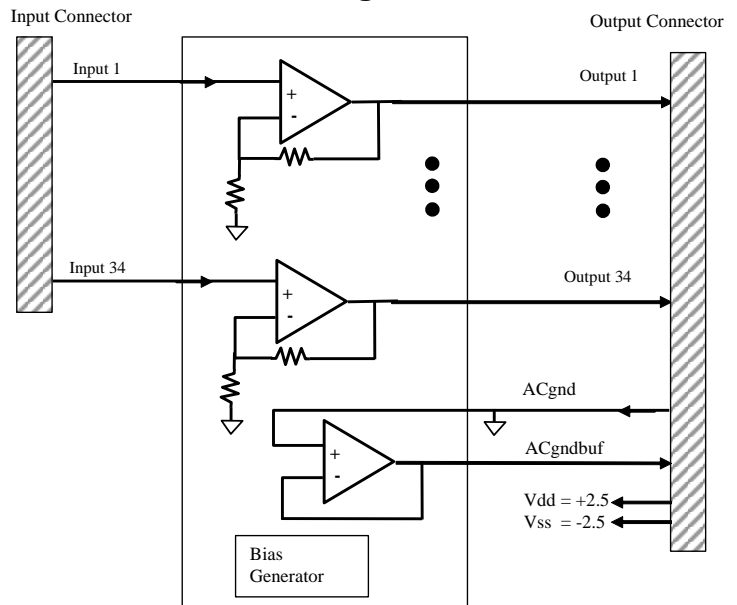 Input Connector
Output Connector
Input 1
Output 1
+
-
Input 34
Output 34
+
-
ACgnd
ACgndbuf
+
-
Vdd = +2.5
Vss = -2.5
Bias
Generator